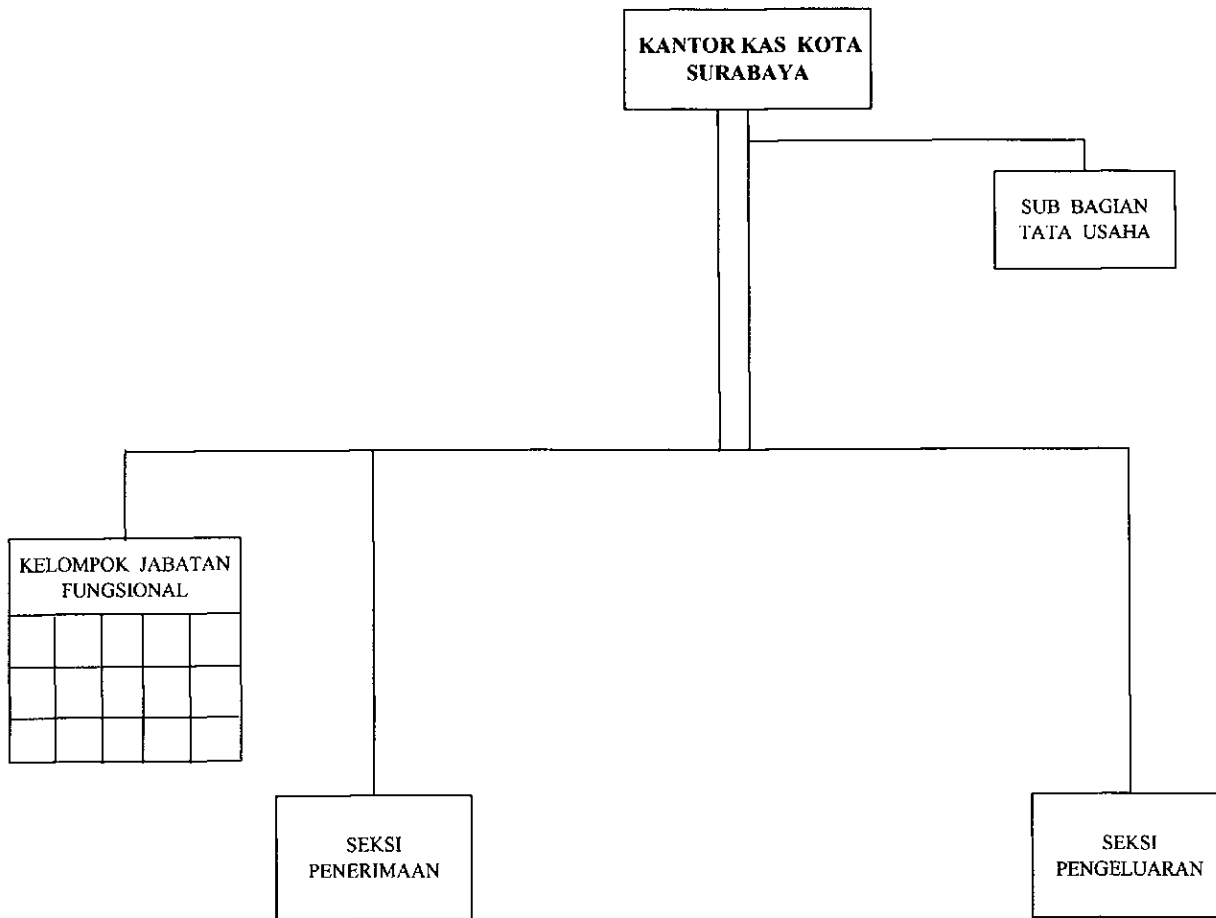 KANTOR KAS KOTA
SURABAYA
SUB BAGIAN
TATA USAHA
KELOMPOK JABATAN
FUNGSIONAL
SEKSI
PENERIMAAN
SEKSI
PENGELUARAN